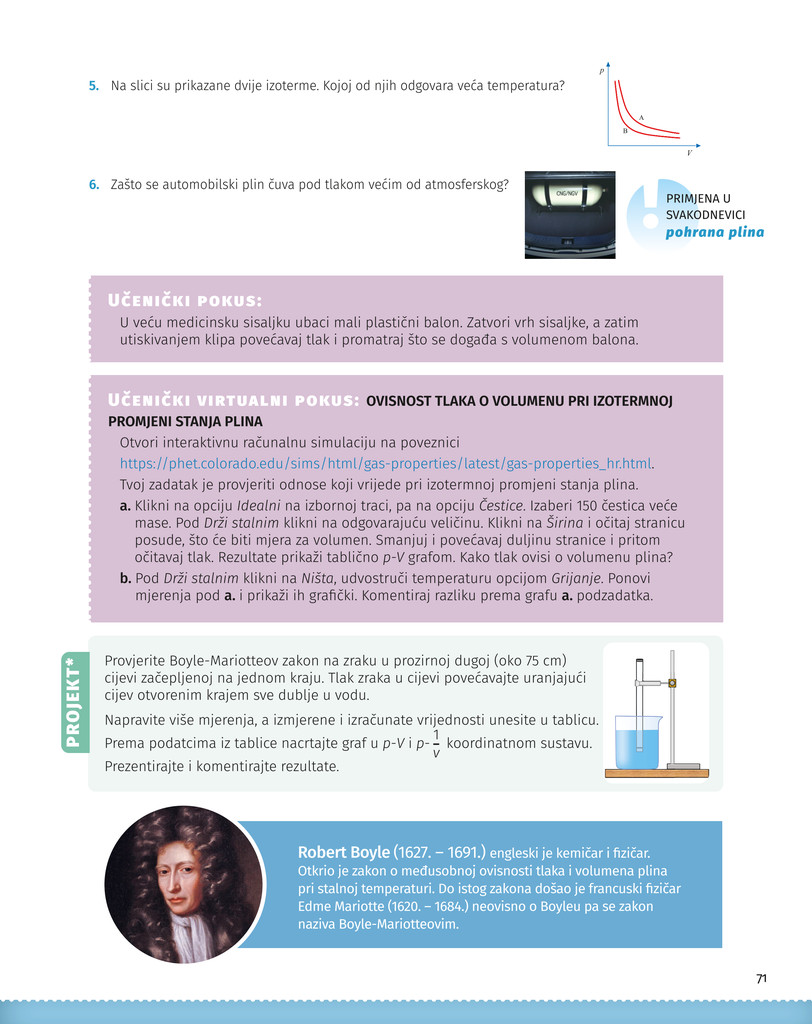 5. Na slici su prikazane dvije izoterme. Kojoj od njih odgovara veća temperatura?
p
A
B
V
6. Zašto se automobilski plin čuva pod tlakom većim od atmosferskog?
CNG/NGV
!
PRIMJENA U
SVAKODNEVICI
pohrana plina
UČENIČKI POKUS:
U veću medicinsku sisaljku ubaci mali plastični balon. Zatvori vrh sisaljke, a zatim
utiskivanjem klipa povećavaj tlak i promatraj što se događa s volumenom balona.
UČENIČKI VIRTUALNI POKUS: OVISNOST TLAKA O VOLUMENU PRI IZOTERMNOJ
PROMJENI STANJA PLINA
Otvori interaktivnu računalnu simulaciju na poveznici
https://phet.colorado.edu/sims/html/gas-properties/latest/gas-properties_hr.html.
Tvoj zadatak je provjeriti odnose koji vrijede pri izotermnoj promjeni stanja plina.
a. Klikni na opciju Idealni na izbornoj traci, pa na opciju Čestice. Izaberi 150 čestica veće
mase. Pod Drži stalnim klikni na odgovarajuću veličinu. Klikni na Širina i očitaj stranicu
posude, što će biti mjera za volumen. Smanjuj i povećavaj duljinu stranice i pritom
očitavaj tlak. Rezultate prikaži tablično p-V grafom. Kako tlak ovisi o volumenu plina?
b. Pod Drži stalnim klikni na Ništa, udvostruči temperaturu opcijom Grijanje. Ponovi
mjerenja pod a. i prikaži ih grafički. Komentiraj razliku prema grafu a. podzadatka.
PROJEKT*
Provjerite Boyle-Mariotteov zakon na zraku u prozirnoj dugoj (oko 75 cm)
cijevi začepljenoj na jednom kraju. Tlak zraka u cijevi povećavajte uranjajući
cijev otvorenim krajem sve dublje u vodu.
Napravite više mjerenja, a izmjerene i izračunate vrijednosti unesite u tablicu.
Prema podatcima iz tablice nacrtajte graf u p-V i p-1/V koordinatnom sustavu.
Prezentirajte i komentirajte rezultate.
Robert Boyle (1627. – 1691.) engleski je kemičar i fizičar.
Otkrio je zakon o međusobnoj ovisnosti tlaka i volumena plina
pri stalnoj temperaturi. Do istog zakona došao je francuski fizičar
Edme Mariotte (1620. – 1684.) neovisno o Boyleu pa se zakon
naziva Boyle-Mariotteovim.
71